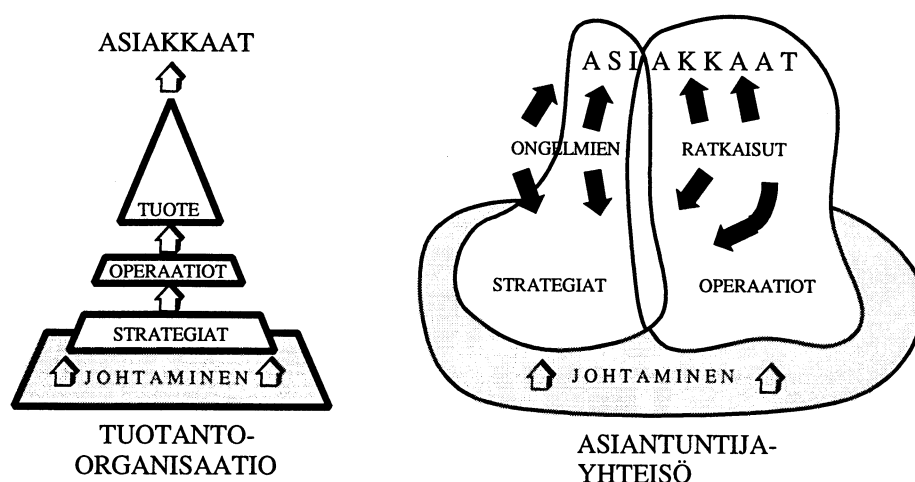 ASIAKKAAT
TUOTE
OPERAATIOT
STRATEGIAT
JOHTAMINEN
TUOTANTO-
ORGANISAATIO
ASIAKKAAT
ONGELMIEN RATKAISUT
STRATEGIAT OPERAATIOT
JOHTAMINEN
ASIANTUNTIJA-
YHTEISÖ